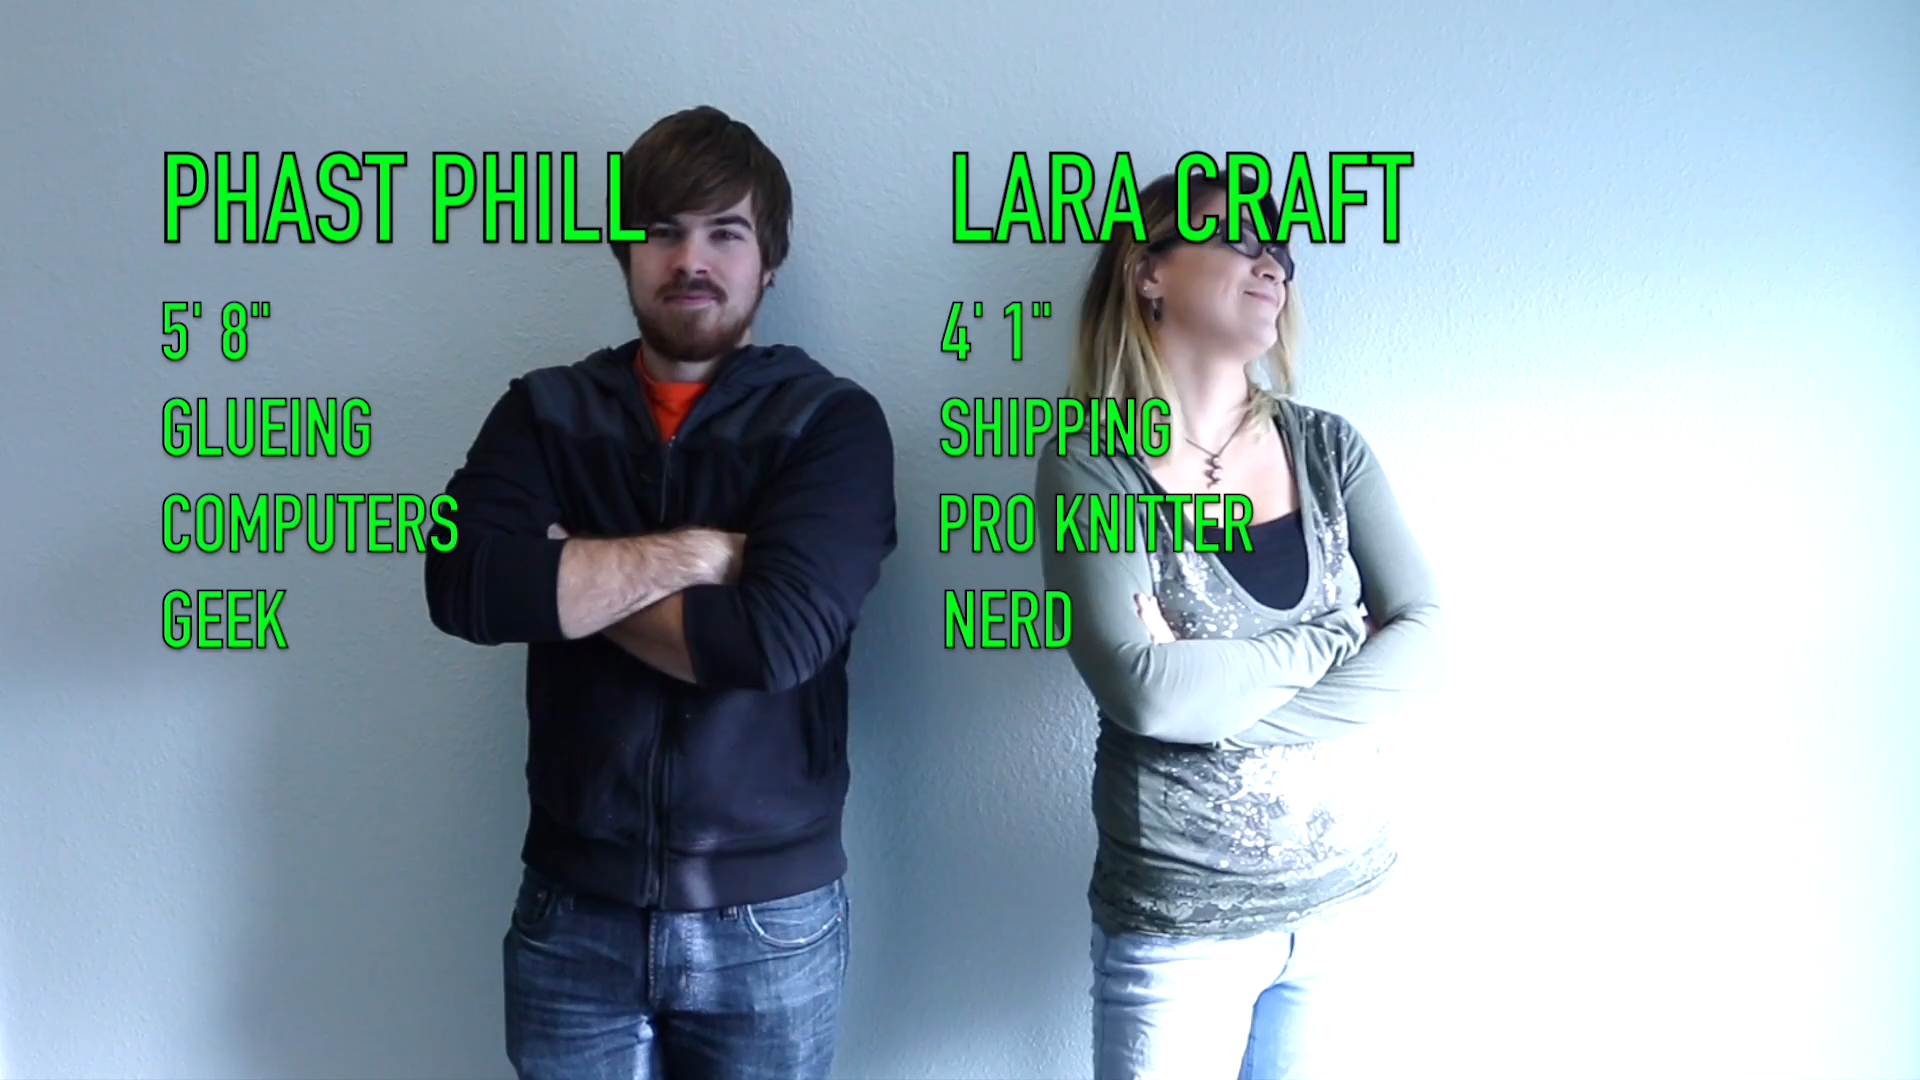 PHAST PHILL
5' 8"
GLUEING
COMPUTERS
GEEK
LARA CRAFT
4' 1"
SHIPPING
PRO KNITTER
NERD